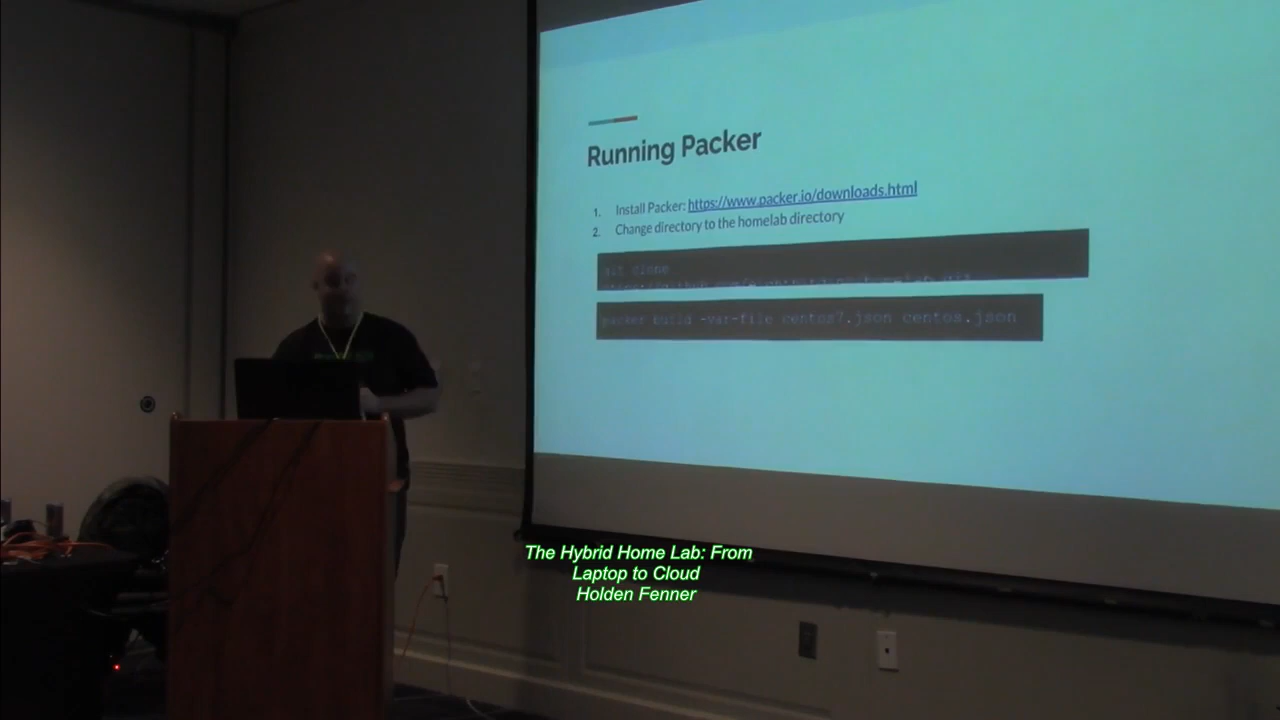 Running Packer
1. Install Packer: https://www.packer.io/downloads.html
2. Change directory to the homelab directory
git clone
packer build -var-file centos7.json centos.json
The Hybrid Home Lab: From
Laptop to Cloud
Holden Fenner